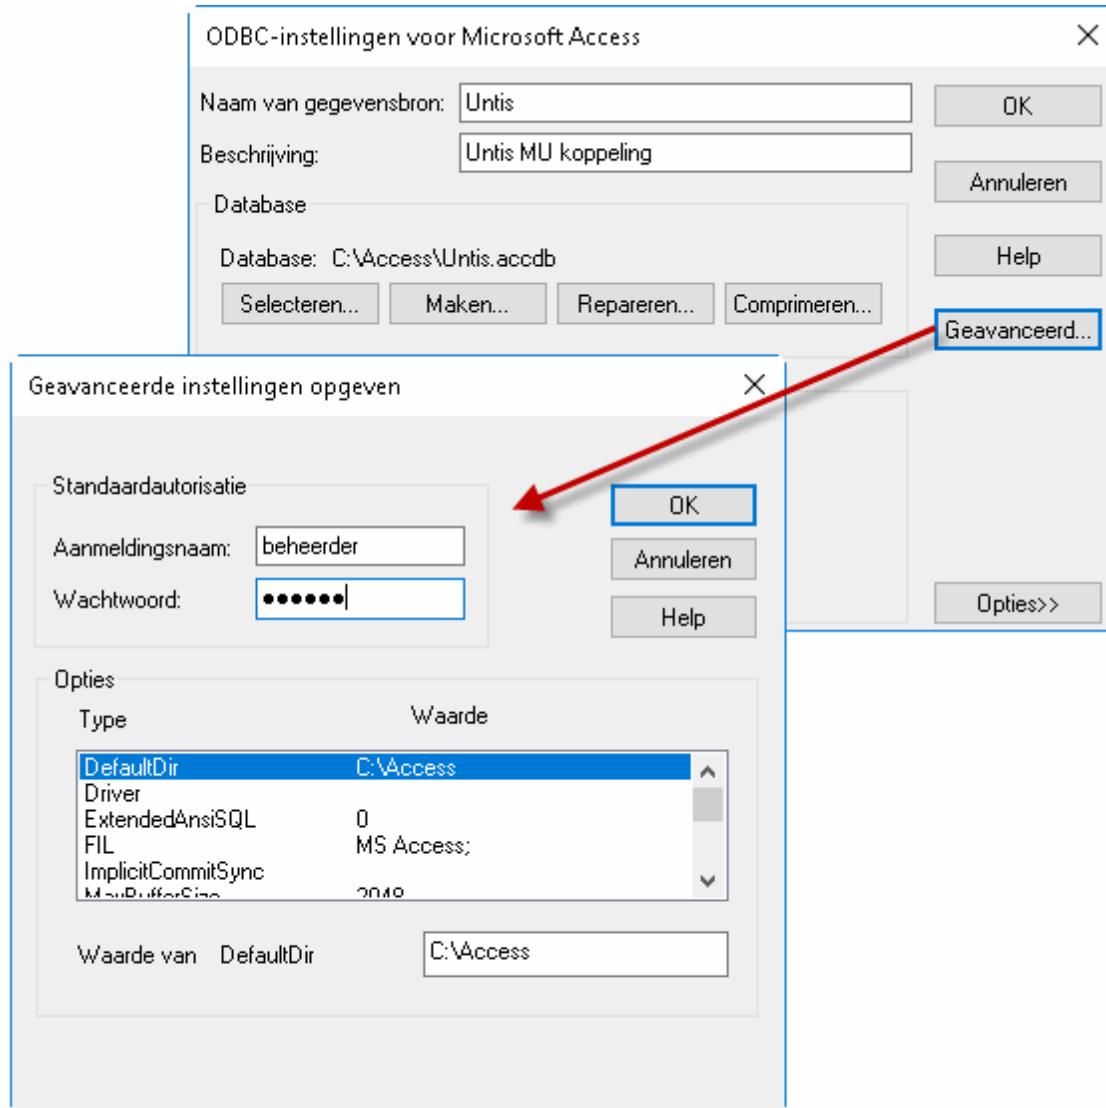 ODBC-instellingen voor Microsoft Access
Naam van gegevensbron: Untis
OK
Beschrijving: Untis MU koppeling
Annuleren
Database
Database: C:\Access\Untis.accdb
Help
Selecteren... Maken... Repareren... Comprimeren...
Geavanceerd...
Opties>>
Geavanceerde instellingen opgeven
Standaardautorisatie
OK
Aanmeldingsnaam: beheerder
Annuleren
Wachtwoord: ●●●●●●
Help
Opties
Type Waarde
DefaultDir C:\Access
Driver
ExtendedAnsiSQL 0
FIL MS Access;
ImplicitCommitSync
MaxBufferSize 2048
Waarde van DefaultDir C:\Access